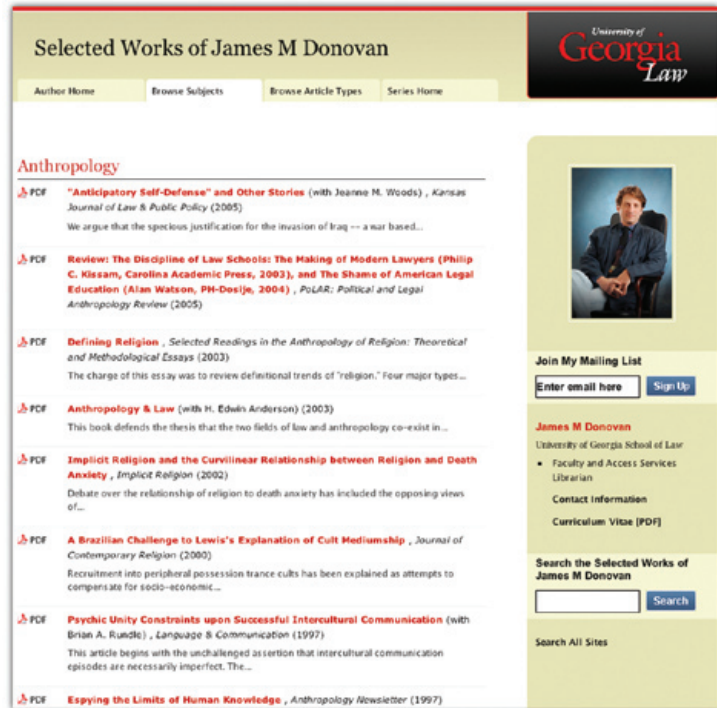 Selected Works of James M Donovan
University of
Georgia
Law
Author Home
Browse Subjects
Browse Article Types
Series Home
Anthropology
PDF "Anticipatory Self-Defense" and Other Stories (with Jeanne M. Woods) , Kansas
Journal of Law & Public Policy (2005)
We argue that the specious justification for the invasion of Iraq -- a war based...
PDF Review: The Discipline of Law Schools: The Making of Modern Lawyers (Philip
C. Kissam, Carolina Academic Press, 2003), and The Shame of American Legal
Education (Alan Watson, PH-Dosije, 2004) , PoLAR: Political and Legal
Anthropology Review (2005)
PDF Defining Religion , Selected Readings in the Anthropology of Religion: Theoretical
and Methodological Essays (2003)
The charge of this essay was to review definitional trends of "religion." Four major types...
PDF Anthropology & Law (with H. Edwin Anderson) (2003)
This book defends the thesis that the two fields of law and anthropology co-exist in...
PDF Implicit Religion and the Curvilinear Relationship between Religion and Death
Anxiety , Implicit Religion (2002)
Debate over the relationship of religion to death anxiety has included the opposing views
of...
PDF A Brazilian Challenge to Lewis's Explanation of Cult Mediumship , Journal of
Contemporary Religion (2000)
Recruitment into peripheral possession trance cults has been explained as attempts to
compensate for socio-economic...
PDF Psychic Unity Constraints upon Successful Intercultural Communication (with
Brian A. Rundle) , Language & Communication (1997)
This article begins with the unchallenged assertion that intercultural communication
episodes are necessarily imperfect. The...
PDF Espying the Limits of Human Knowledge , Anthropology Newsletter (1997)
Join My Mailing List
Enter email here
Sign Up
James M Donovan
University of Georgia School of Law
• Faculty and Access Services
Librarian
Contact Information
Curriculum Vitae [PDF]
Search the Selected Works of
James M Donovan
Search
Search All Sites